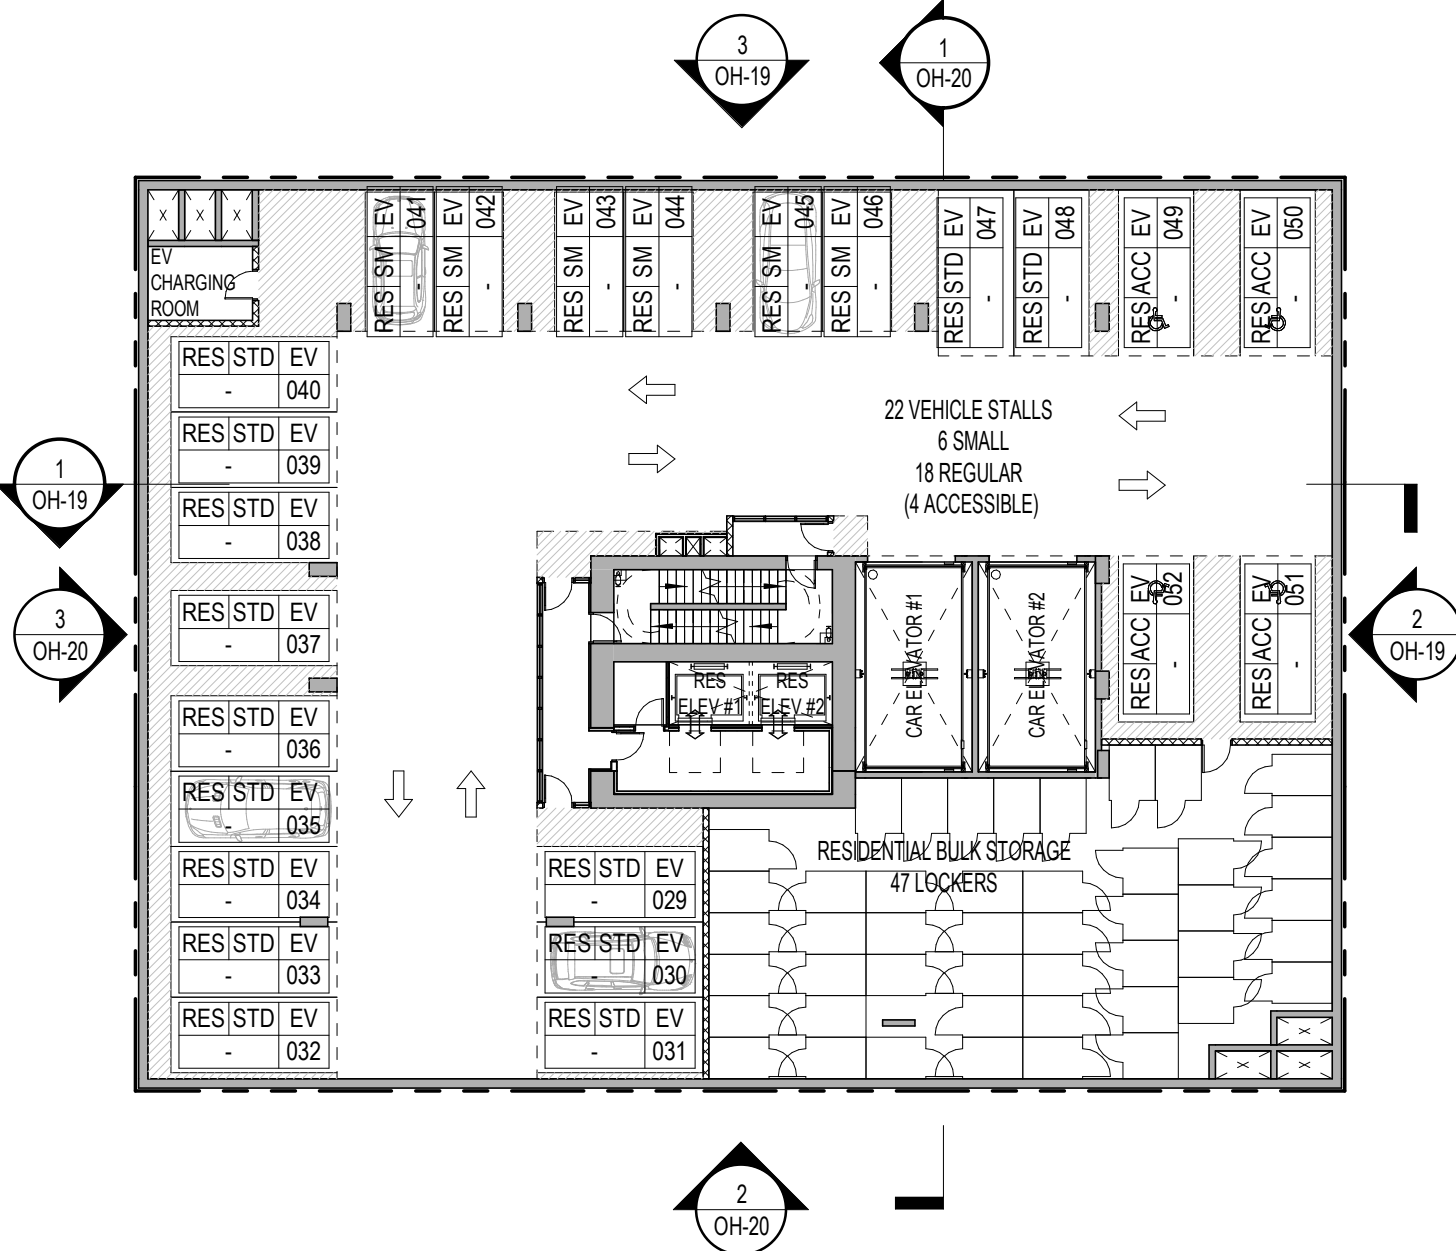 3
OH-19
1
OH-20
EV
CHARGING
ROOM
RES SM EV
- 041
RES SM EV
- 042
RES SM EV
- 043
RES SM EV
- 044
RES SM EV
- 045
RES SM EV
- 046
RES STD EV
- 047
RES STD EV
- 048
RES ACC EV
- 049
RES ACC EV
- 050
RES STD EV
- 040
RES STD EV
- 039
RES STD EV
- 038
RES STD EV
- 037
RES STD EV
- 036
RES STD EV
- 035
RES STD EV
- 034
RES STD EV
- 033
RES STD EV
- 032
22 VEHICLE STALLS
6 SMALL
18 REGULAR
(4 ACCESSIBLE)
1
OH-19
3
OH-20
2
OH-19
RES ACC EV
- 052
RES ACC EV
- 051
CAR ELEVATOR #1
CAR ELEVATOR #2
RES
ELEV #1
RES
ELEV #2
RES STD EV
- 029
RES STD EV
- 030
RES STD EV
- 031
RESIDENTIAL BULK STORAGE
47 LOCKERS
2
OH-20